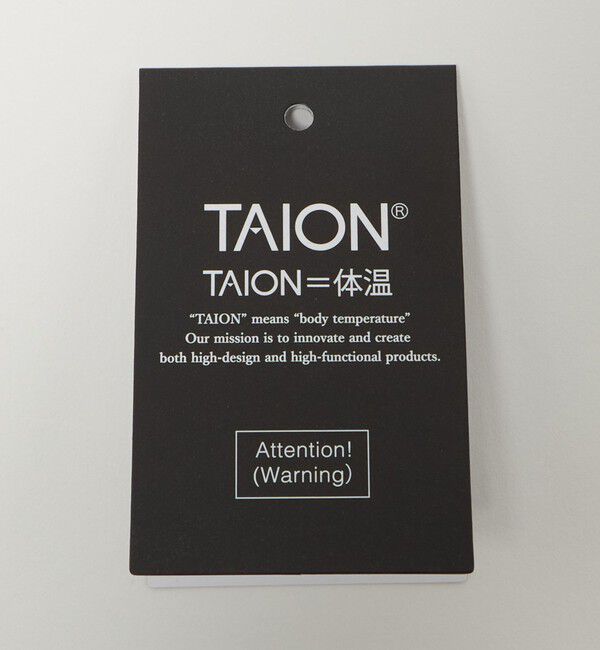 TAION®
TAION=体温
“TAION” means “body temperature”
Our mission is to innovate and create
both high-design and high-functional products.
Attention!
(Warning)